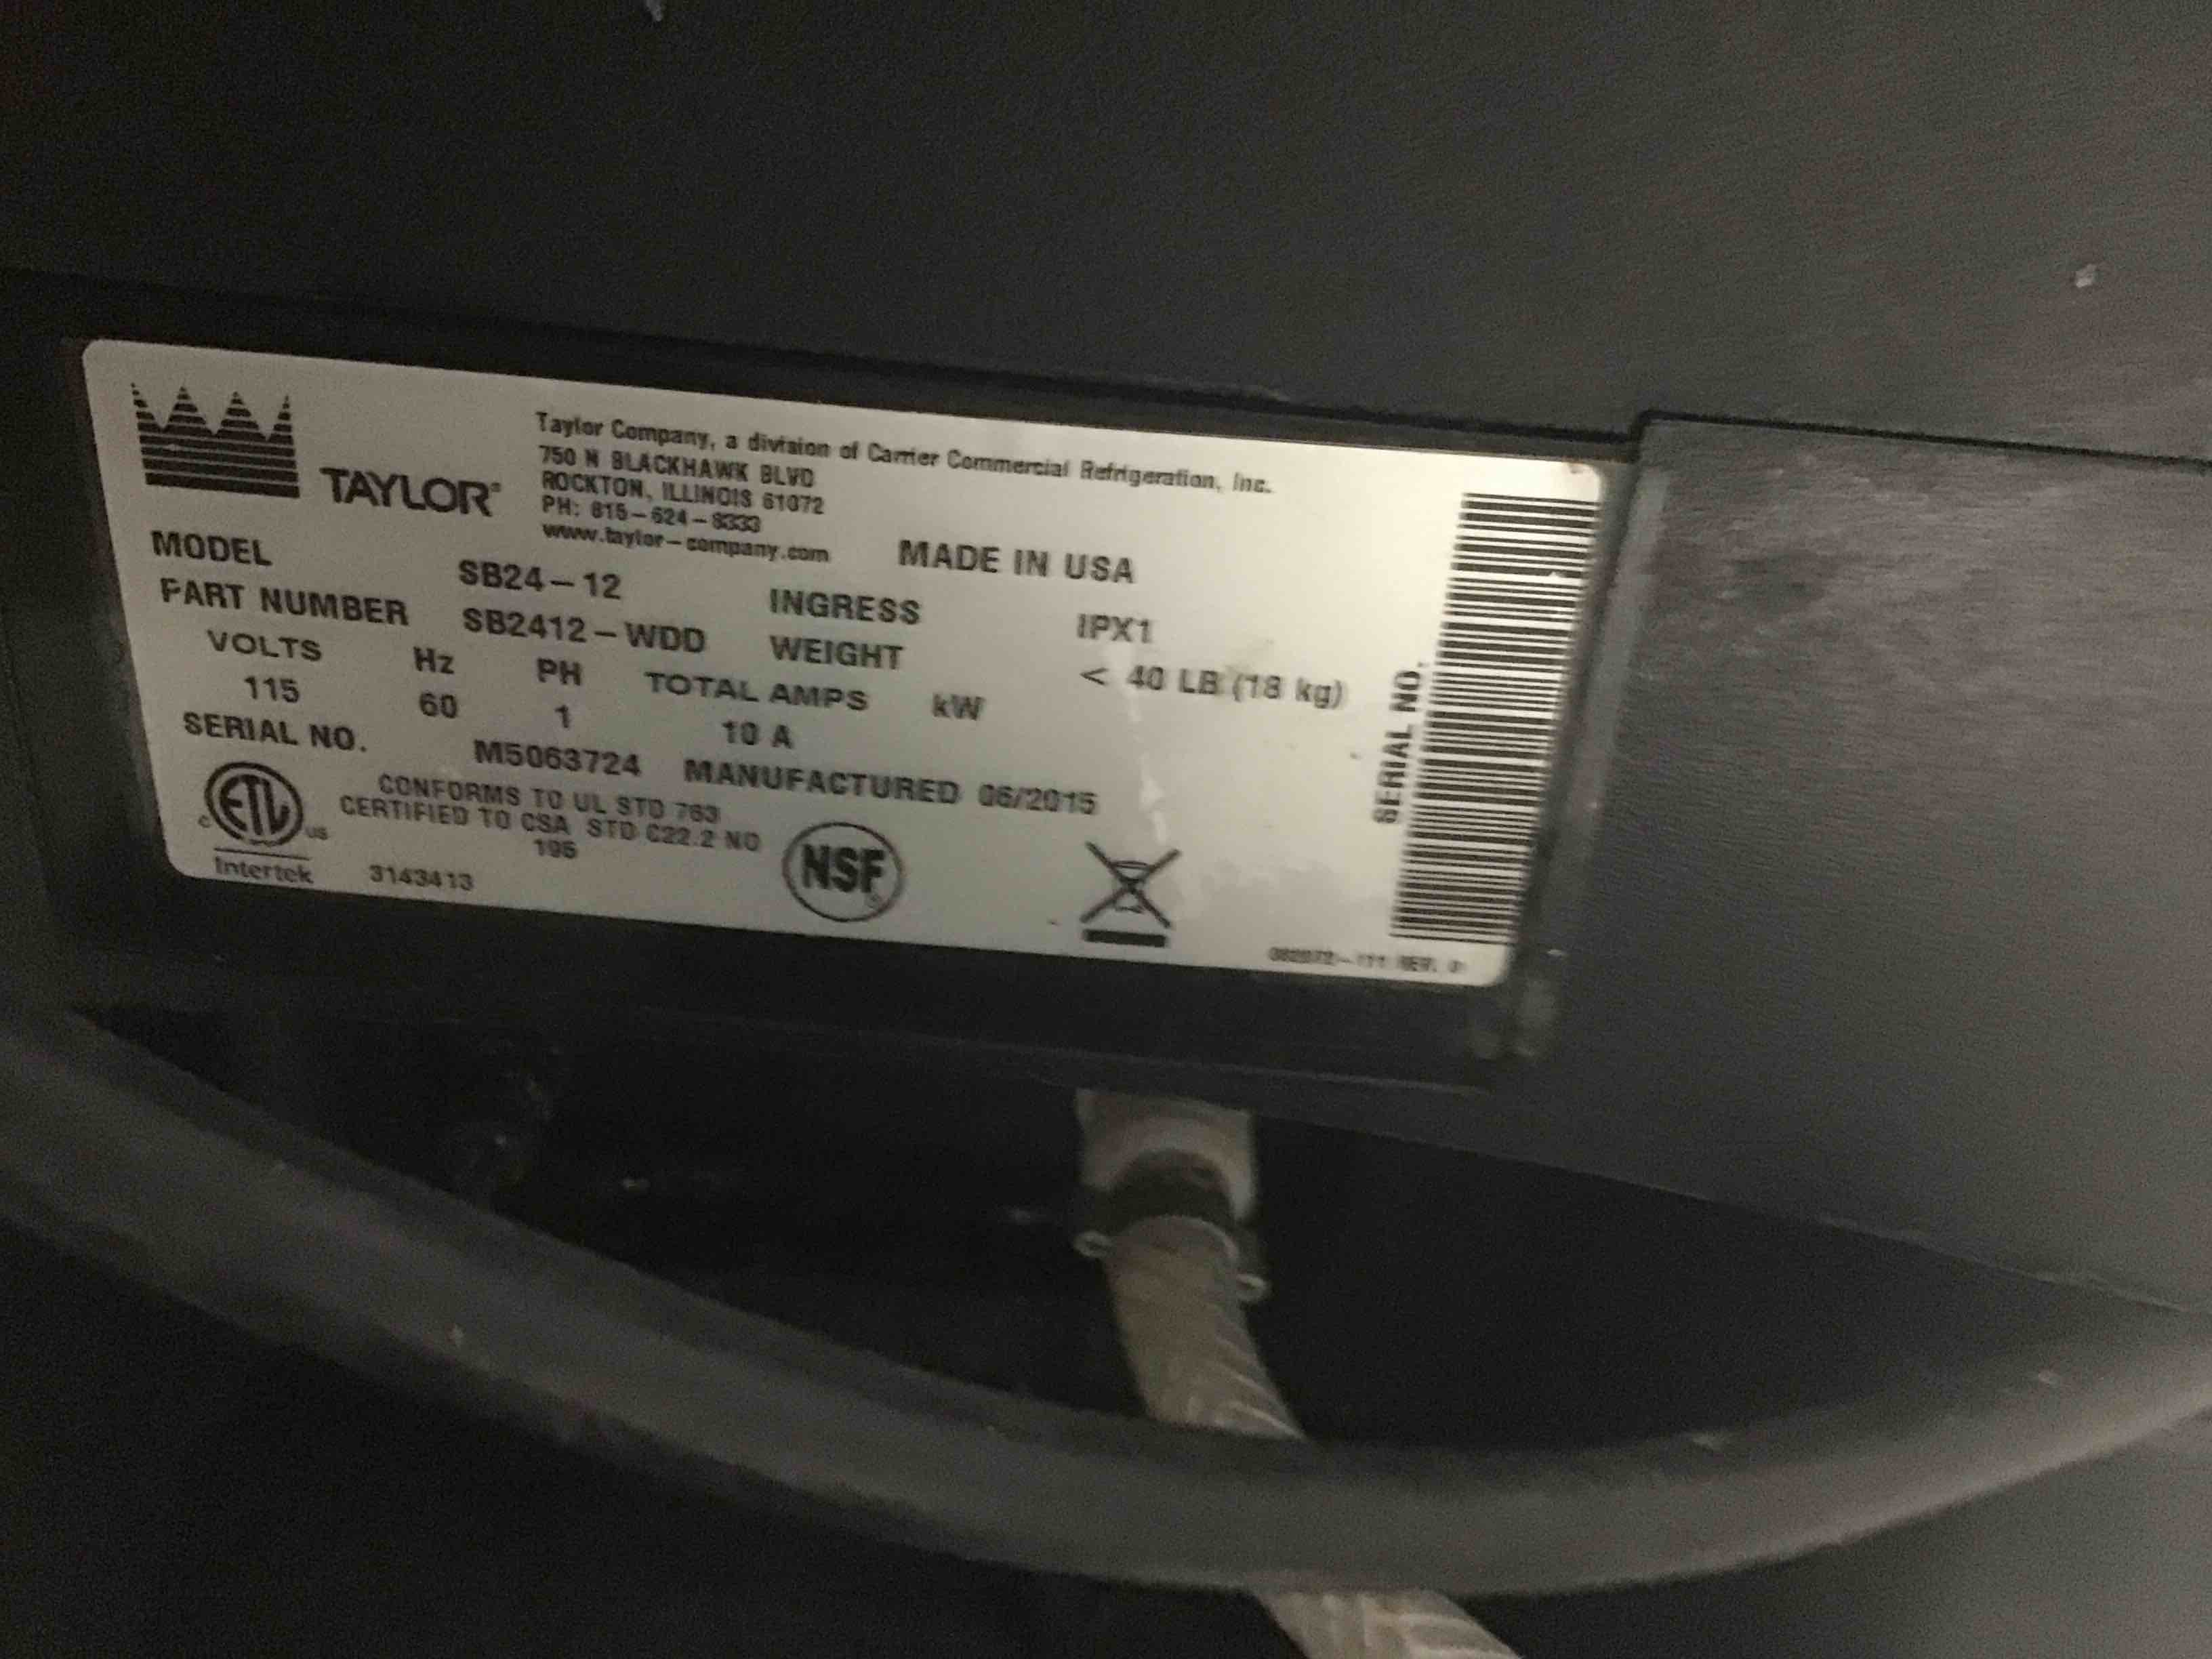 TAYLOR®
Taylor Company, a division of Carrier Commercial Refrigeration, Inc.
750 N BLACKHAWK BLVD
ROCKTON, ILLINOIS 61072
PH: 815-624-8333
www.taylor-company.com
MADE IN USA
MODEL SB24-12 INGRESS IPX1
PART NUMBER SB2412-WDD WEIGHT < 40 LB (18 kg)
VOLTS Hz PH TOTAL AMPS kW
115 60 1 10 A
SERIAL NO. M5063724 MANUFACTURED 06/2015
CONFORMS TO UL STD 763
CERTIFIED TO CSA STD C22.2 NO
195
ETL
C US
Intertek 3143413
NSF
SERIAL NO.
REV.